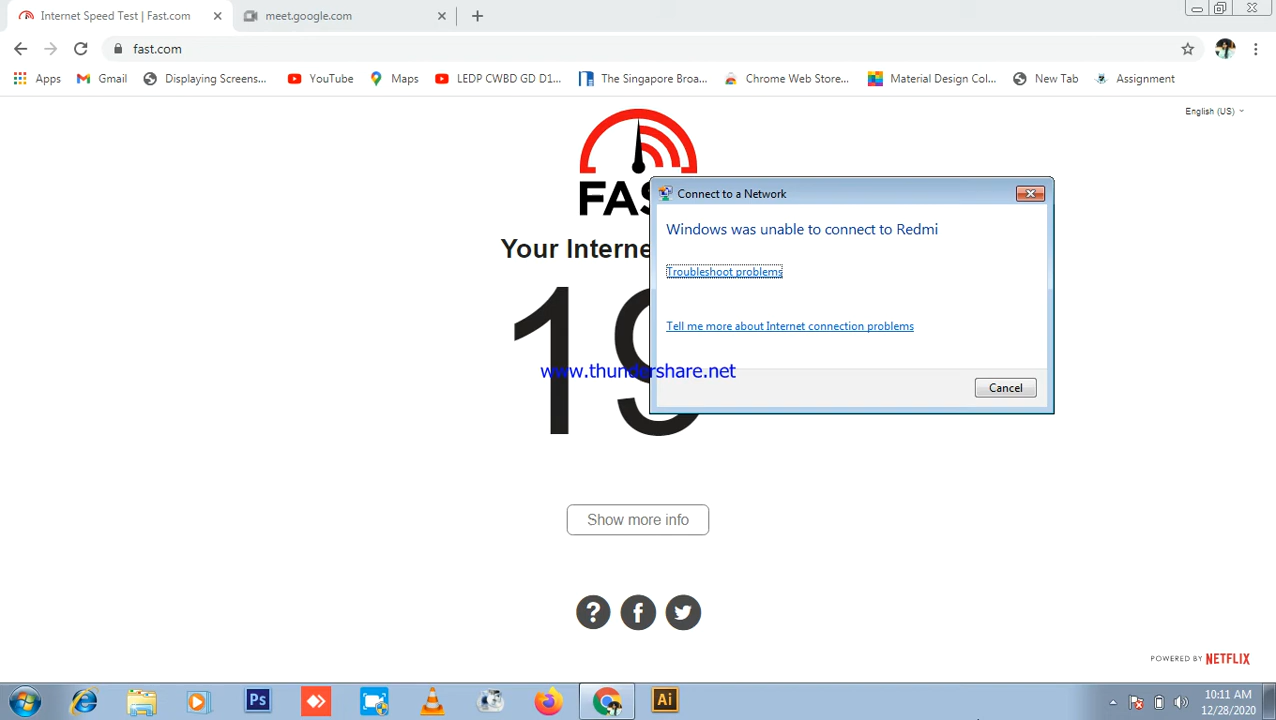 Internet Speed Test | Fast.com
meet.google.com
fast.com
Apps
Gmail
Displaying Screens...
YouTube
Maps
LEDP CWBD GD D1...
The Singapore Broa...
Chrome Web Store...
Material Design Col...
New Tab
Assignment
English (US)
FAS
Your Interne
19
Connect to a Network
Windows was unable to connect to Redmi
Troubleshoot problems
Tell me more about Internet connection problems
www.thundershare.net
Cancel
Show more info
?
f
POWERED BY NETFLIX
Ps
Ai
10:11 AM
12/28/2020